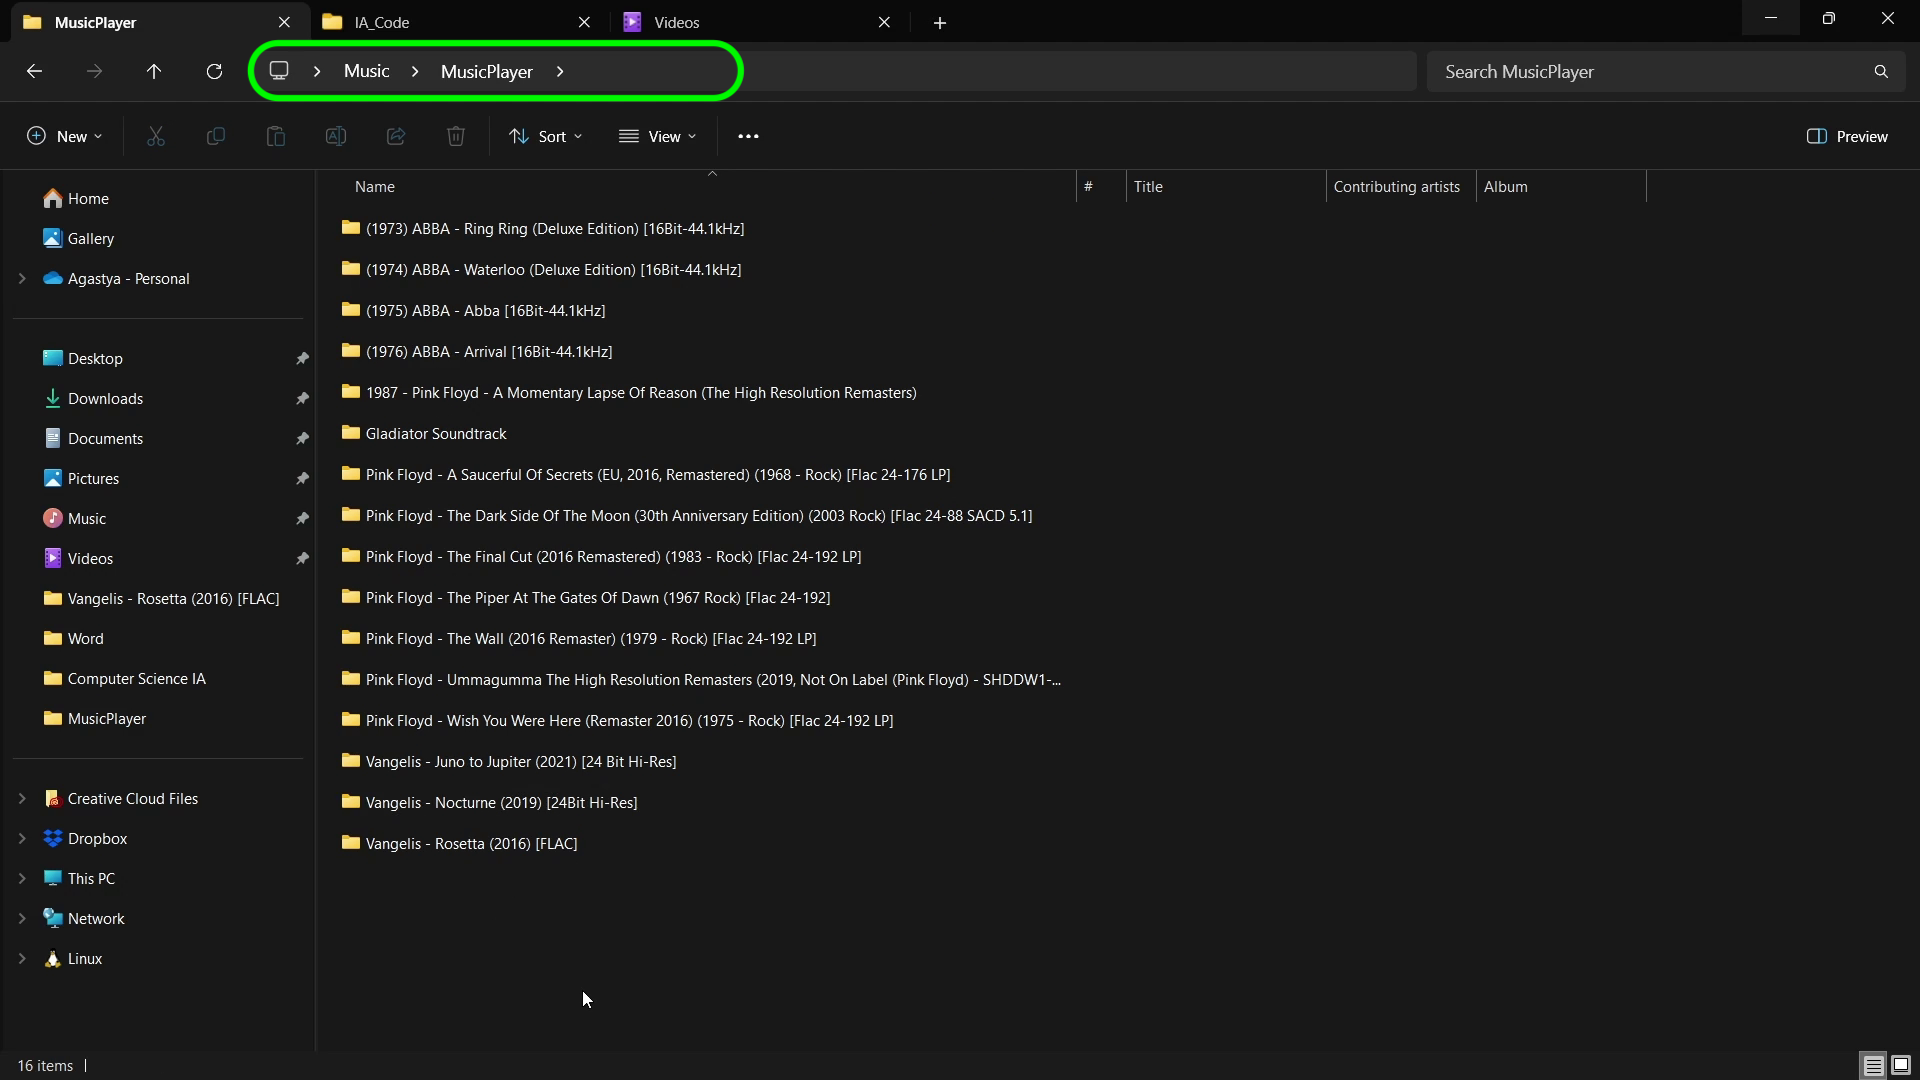 MusicPlayer
IA_Code
Videos
Music > MusicPlayer >
Search MusicPlayer
New
Sort
View
Preview
Home
Gallery
Agastya - Personal
Desktop
Downloads
Documents
Pictures
Music
Videos
Vangelis - Rosetta (2016) [FLAC]
Word
Computer Science IA
MusicPlayer
Creative Cloud Files
Dropbox
This PC
Network
Linux
Name # Title Contributing artists Album
(1973) ABBA - Ring Ring (Deluxe Edition) [16Bit-44.1kHz]
(1974) ABBA - Waterloo (Deluxe Edition) [16Bit-44.1kHz]
(1975) ABBA - Abba [16Bit-44.1kHz]
(1976) ABBA - Arrival [16Bit-44.1kHz]
1987 - Pink Floyd - A Momentary Lapse Of Reason (The High Resolution Remasters)
Gladiator Soundtrack
Pink Floyd - A Saucerful Of Secrets (EU, 2016, Remastered) (1968 - Rock) [Flac 24-176 LP]
Pink Floyd - The Dark Side Of The Moon (30th Anniversary Edition) (2003 Rock) [Flac 24-88 SACD 5.1]
Pink Floyd - The Final Cut (2016 Remastered) (1983 - Rock) [Flac 24-192 LP]
Pink Floyd - The Piper At The Gates Of Dawn (1967 Rock) [Flac 24-192]
Pink Floyd - The Wall (2016 Remaster) (1979 - Rock) [Flac 24-192 LP]
Pink Floyd - Ummagumma The High Resolution Remasters (2019, Not On Label (Pink Floyd) - SHDDW1-...
Pink Floyd - Wish You Were Here (Remaster 2016) (1975 - Rock) [Flac 24-192 LP]
Vangelis - Juno to Jupiter (2021) [24 Bit Hi-Res]
Vangelis - Nocturne (2019) [24Bit Hi-Res]
Vangelis - Rosetta (2016) [FLAC]
16 items